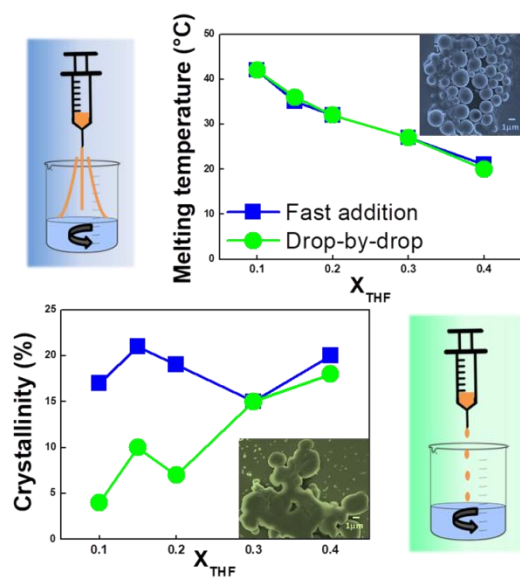 Melting temperature (°C)
50
40
30
20
10
0
1µm
Fast addition
Drop-by-drop
0.1 0.2 0.3 0.4
X_THF
Crystallinity (%)
25
20
15
10
5
0
1µm
0.1 0.2 0.3 0.4
X_THF